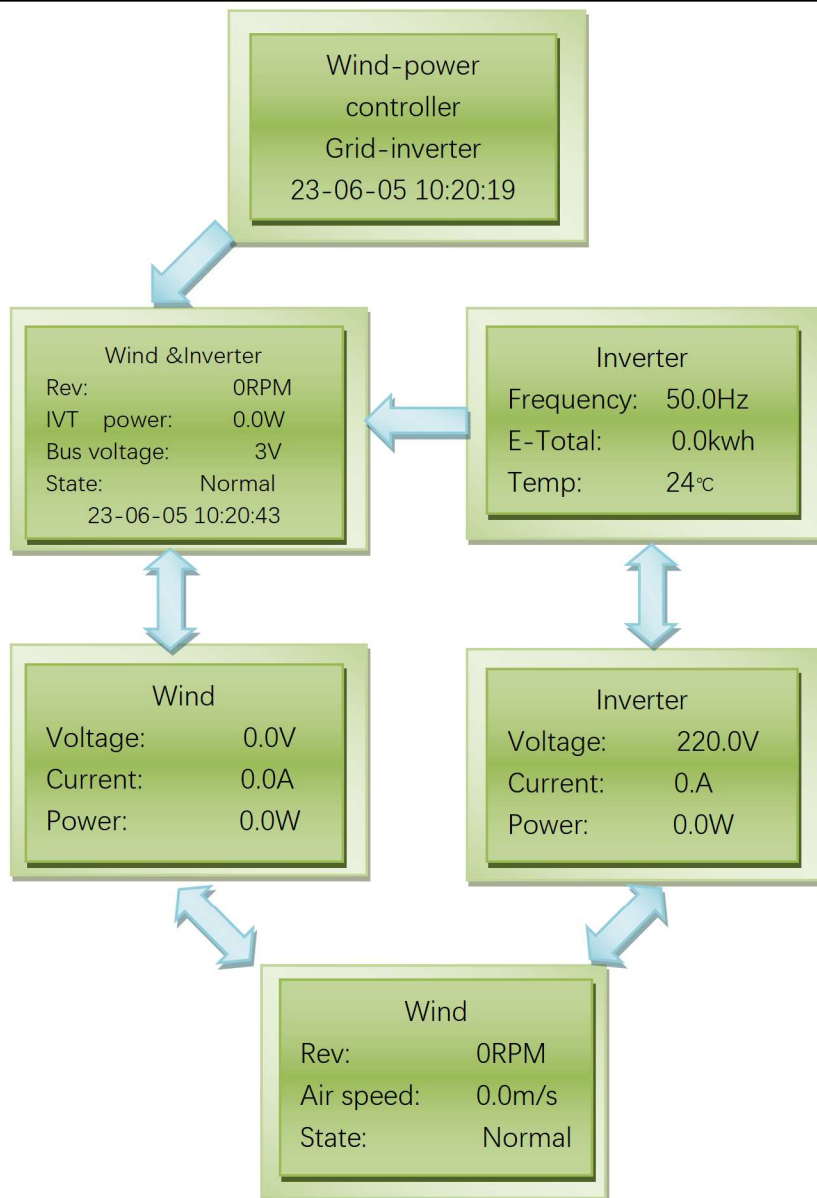 Wind-power
controller
Grid-inverter
23-06-05 10:20:19
Wind &Inverter
Rev: 0RPM
IVT power: 0.0W
Bus voltage: 3V
State: Normal
23-06-05 10:20:43
Inverter
Frequency: 50.0Hz
E-Total: 0.0kwh
Temp: 24℃
Wind
Voltage: 0.0V
Current: 0.0A
Power: 0.0W
Inverter
Voltage: 220.0V
Current: 0.A
Power: 0.0W
Wind
Rev: 0RPM
Air speed: 0.0m/s
State: Normal